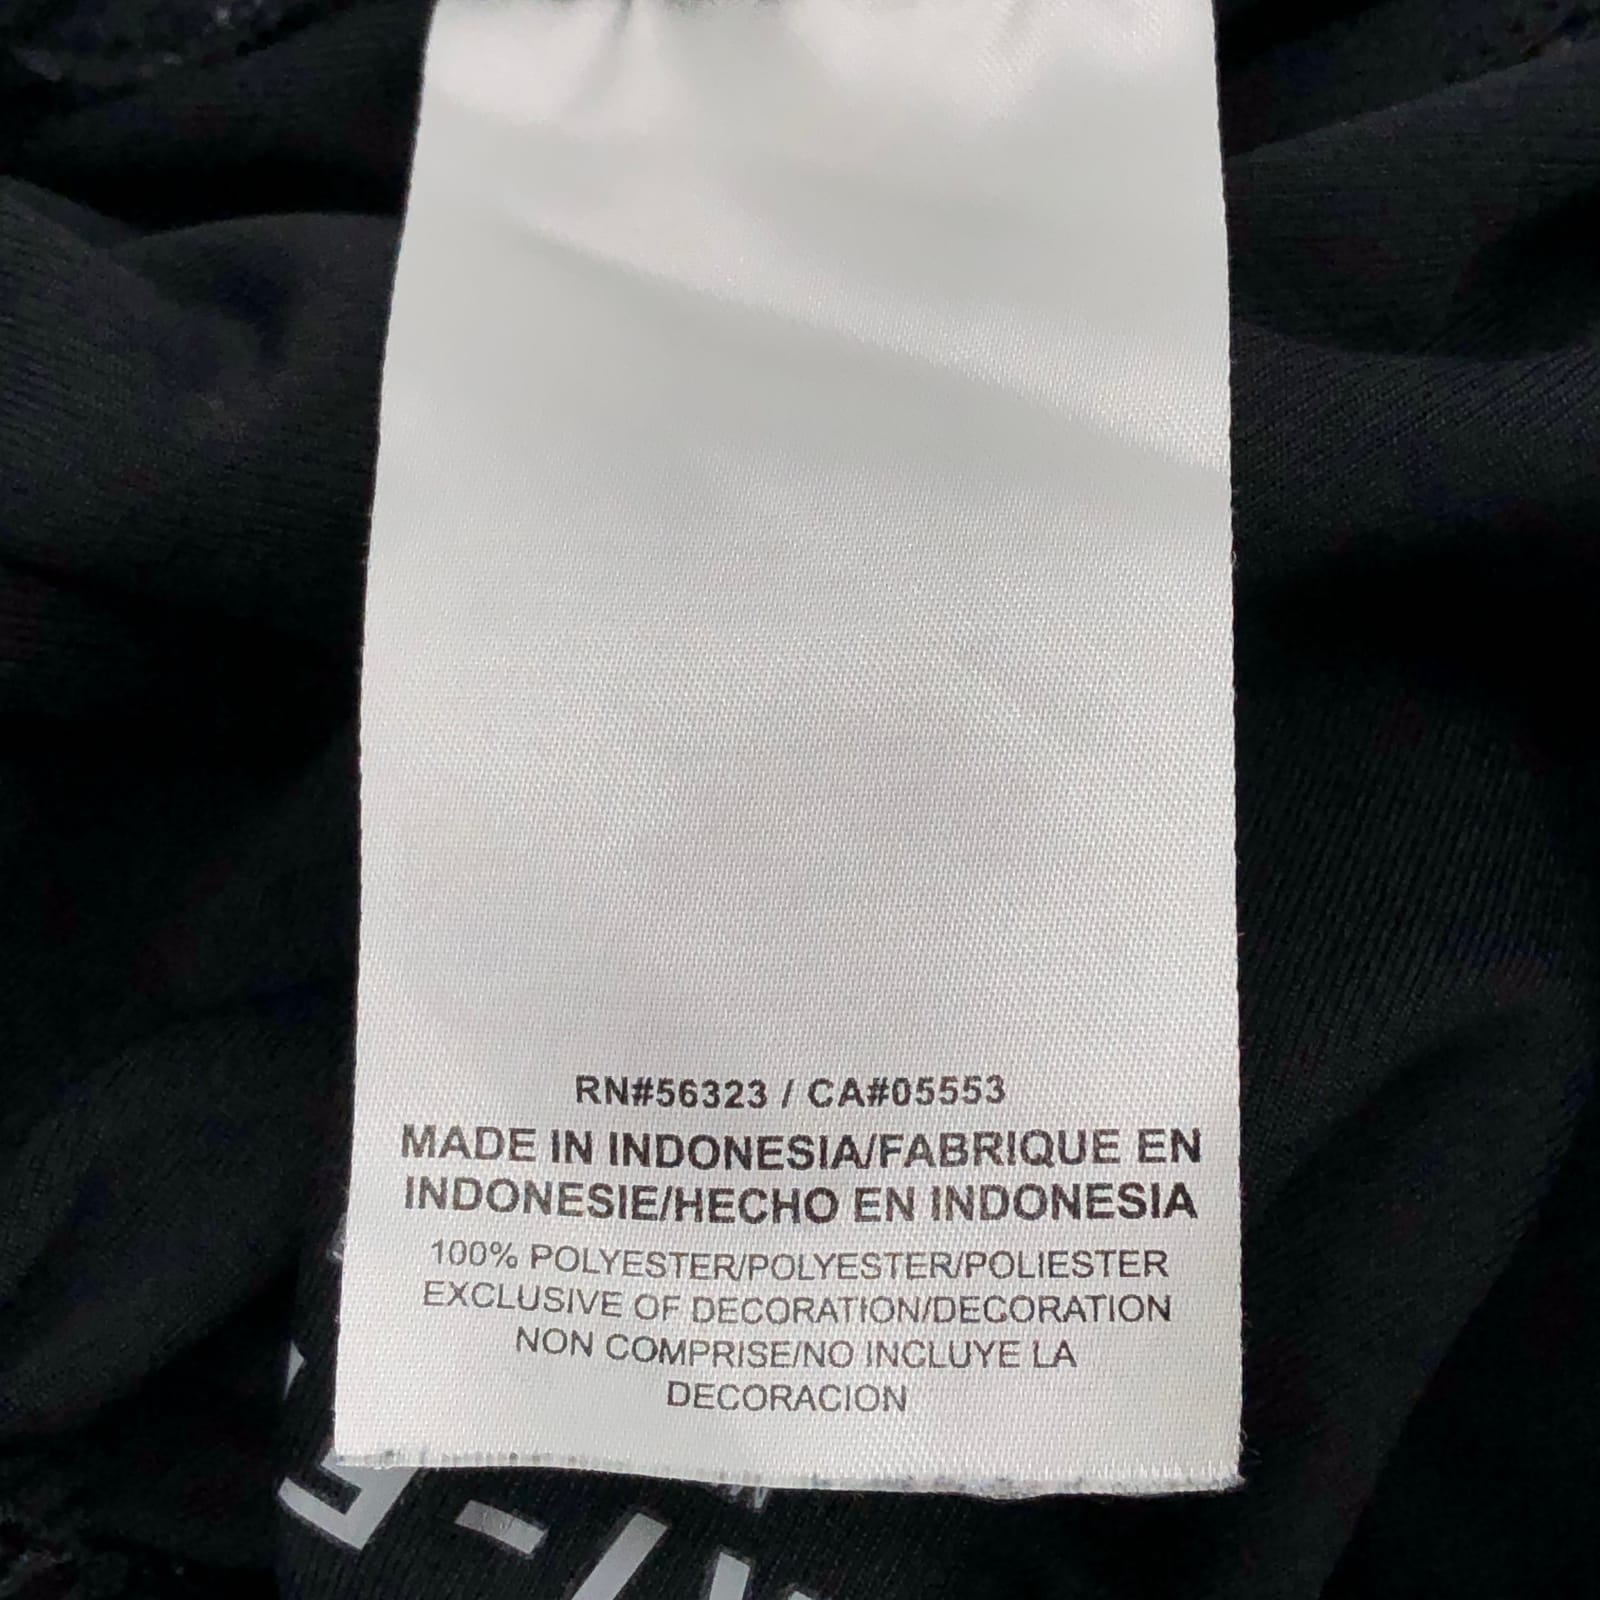 RN#56323 / CA#05553
MADE IN INDONESIA/FABRIQUE EN
INDONESIE/HECHO EN INDONESIA
100% POLYESTER/POLYESTER/POLIESTER
EXCLUSIVE OF DECORATION/DECORATION
NON COMPRISE/NO INCLUYE LA
DECORACION